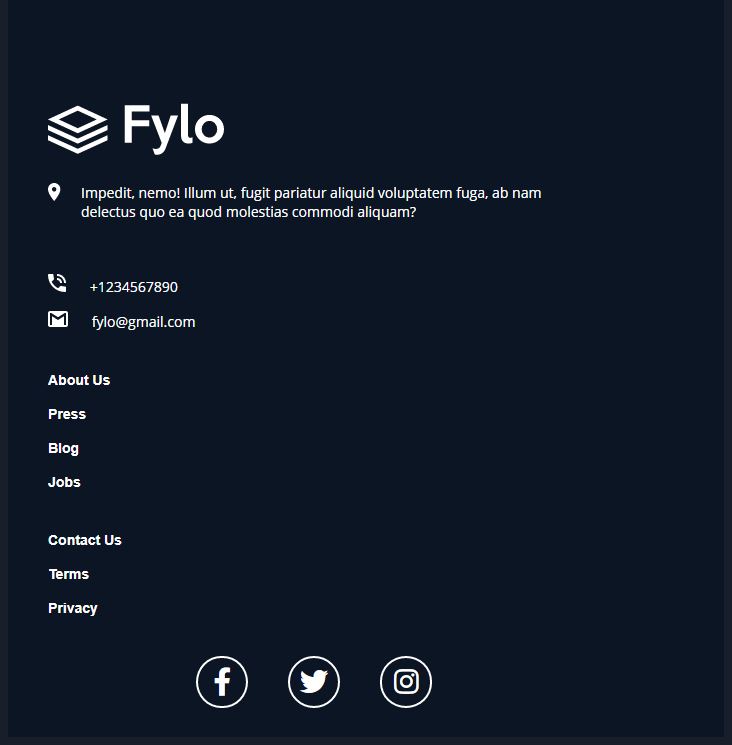 Fylo
Impedit, nemo! Illum ut, fugit pariatur aliquid voluptatem fuga, ab nam
delectus quo ea quod molestias commodi aliquam?
+1234567890
fylo@gmail.com
About Us
Press
Blog
Jobs
Contact Us
Terms
Privacy